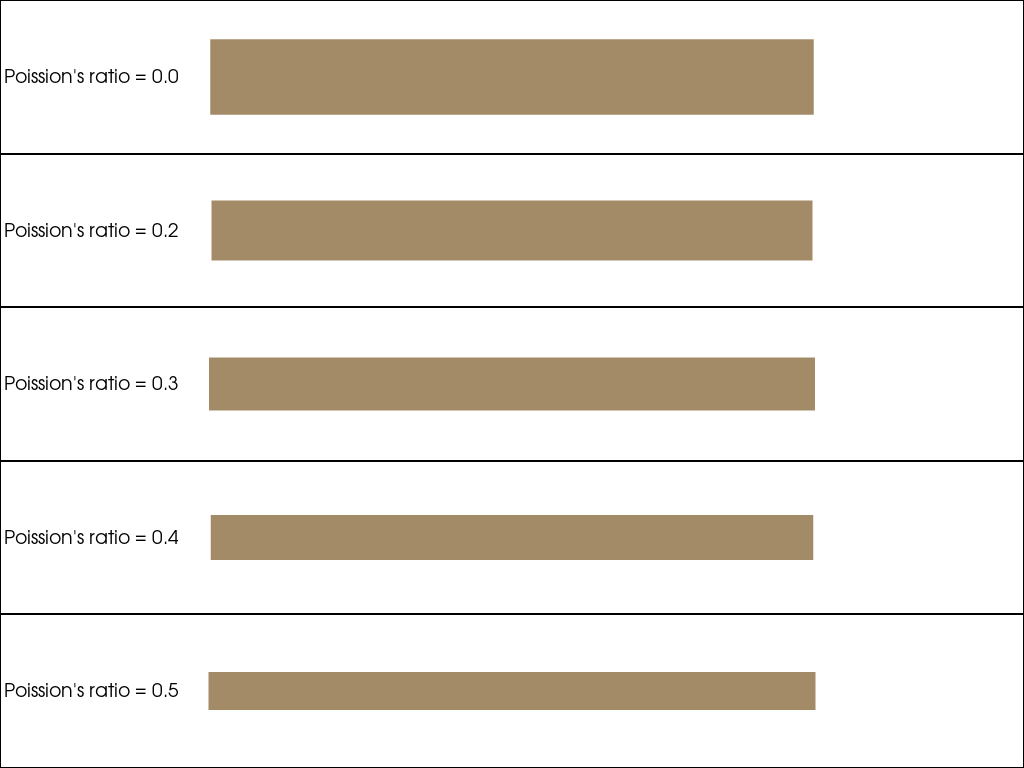 Poission's ratio = 0.0
Poission's ratio = 0.2
Poission's ratio = 0.3
Poission's ratio = 0.4
Poission's ratio = 0.5